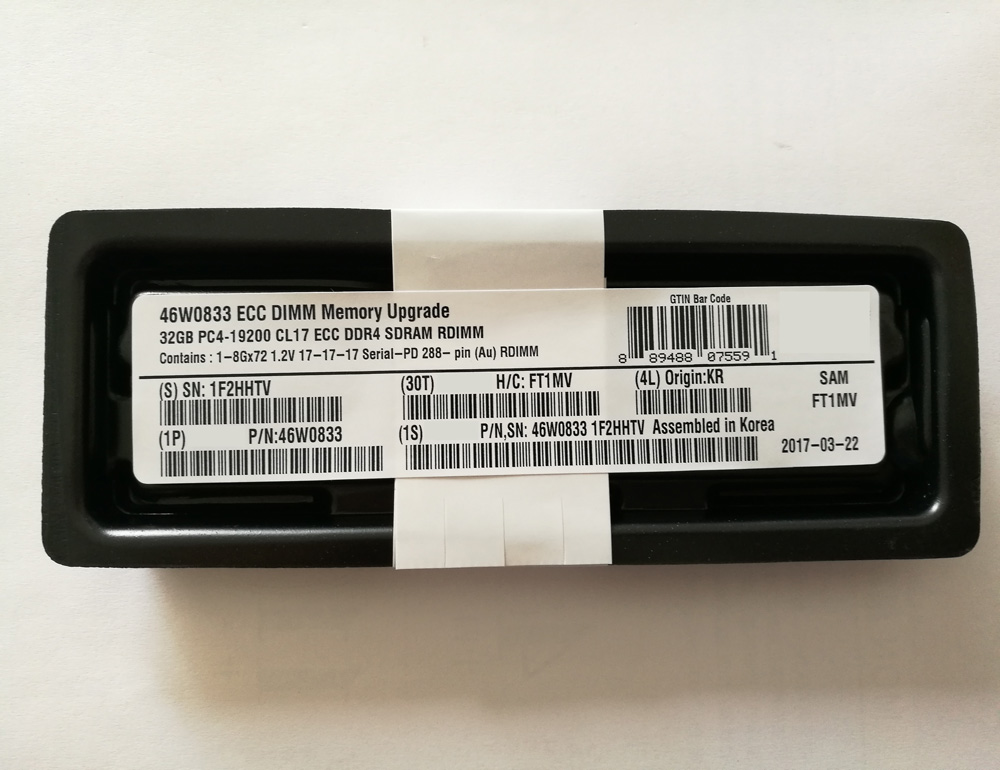 46W0833 ECC DIMM Memory Upgrade
32GB PC4-19200 CL17 ECC DDR4 SDRAM RDIMM
Contains : 1-8Gx72 1.2V 17-17-17 Serial-PD 288- pin (Au) RDIMM
GTIN Bar Code
8 89488 07559 1
(S) SN: 1F2HHTV
(30T) H/C: FT1MV
(4L) Origin:KR
SAM
FT1MV
(1P) P/N:46W0833
(1S) P/N,SN: 46W0833 1F2HHTV Assembled in Korea
2017-03-22